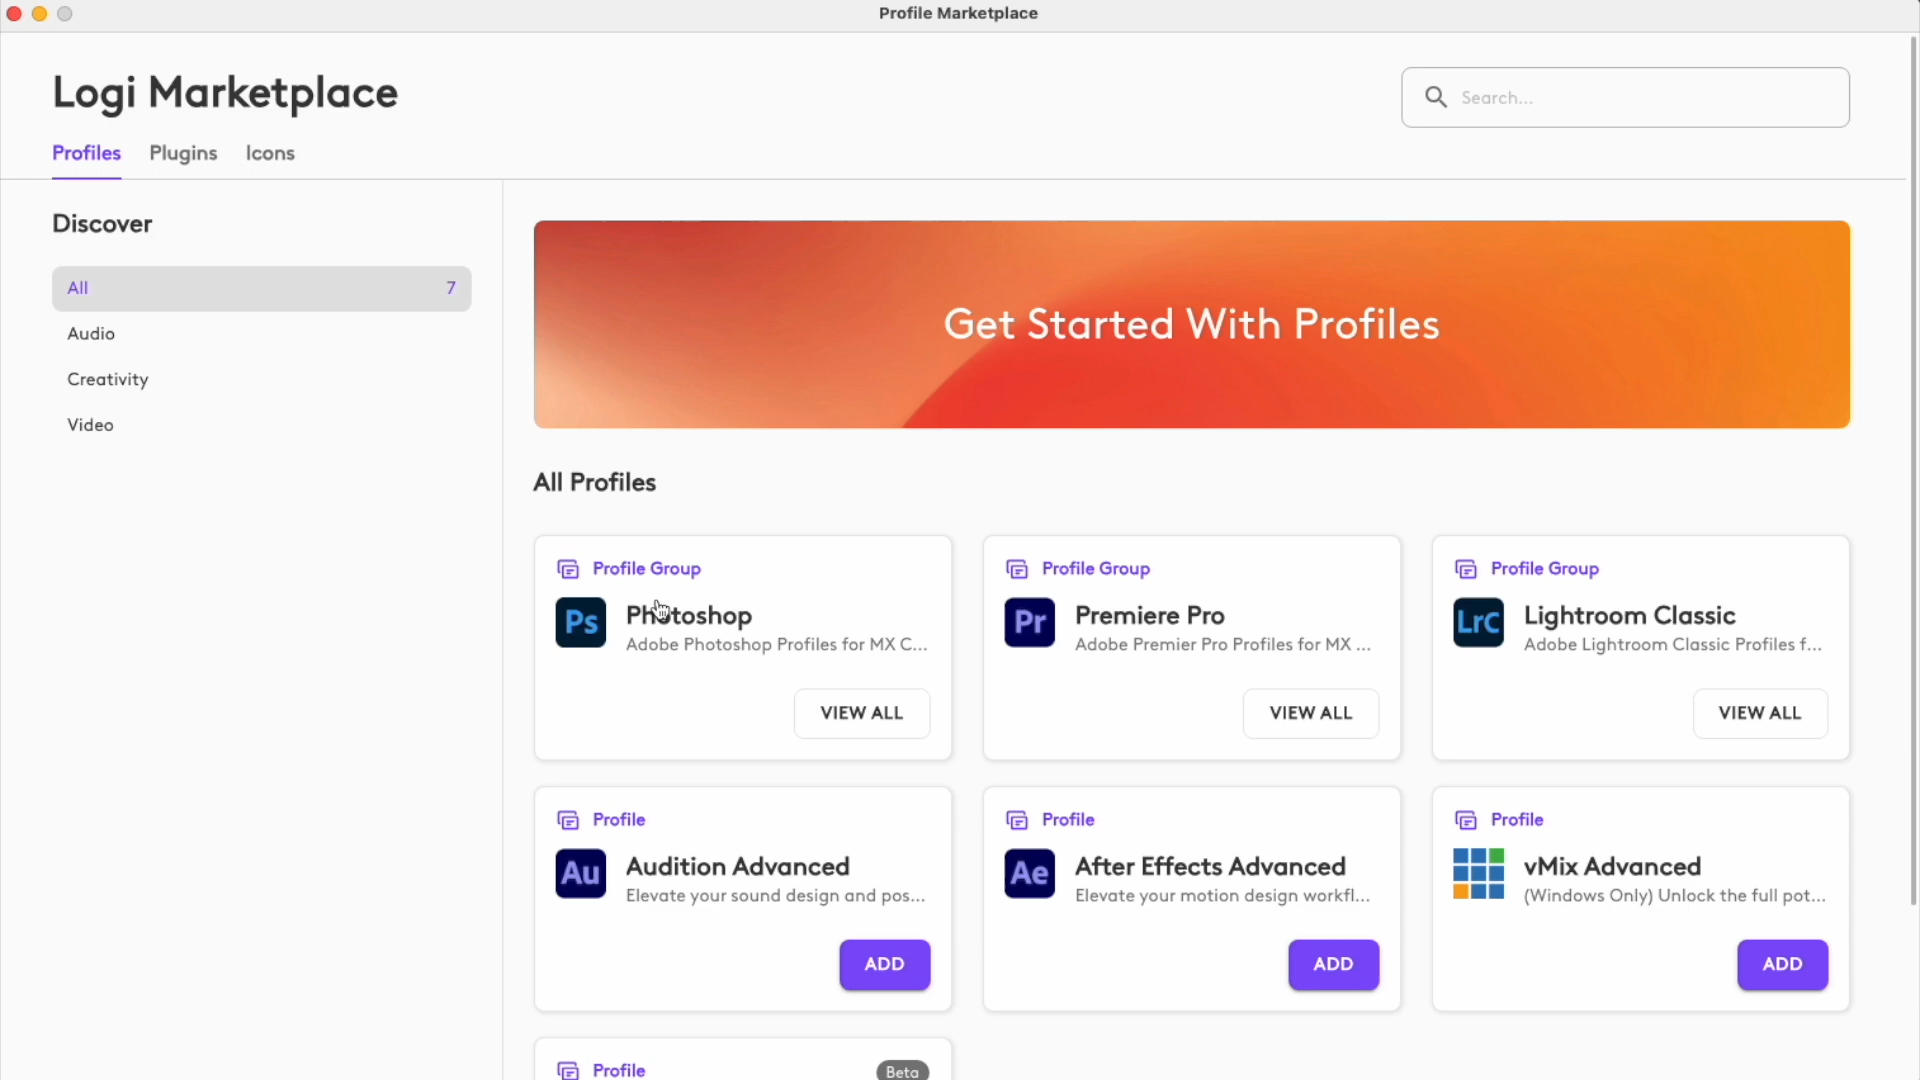 Profile Marketplace
Logi Marketplace
Search...
Profiles Plugins Icons
Discover
All 7
Audio
Creativity
Video
Get Started With Profiles
All Profiles
Profile Group
Ps
Photoshop
Adobe Photoshop Profiles for MX C...
VIEW ALL
Profile Group
Pr
Premiere Pro
Adobe Premier Pro Profiles for MX ...
VIEW ALL
Profile Group
LrC
Lightroom Classic
Adobe Lightroom Classic Profiles f...
VIEW ALL
Profile
Au
Audition Advanced
Elevate your sound design and pos...
ADD
Profile
Ae
After Effects Advanced
Elevate your motion design workfl...
ADD
Profile
vMix Advanced
(Windows Only) Unlock the full pot...
ADD
Profile
Beta